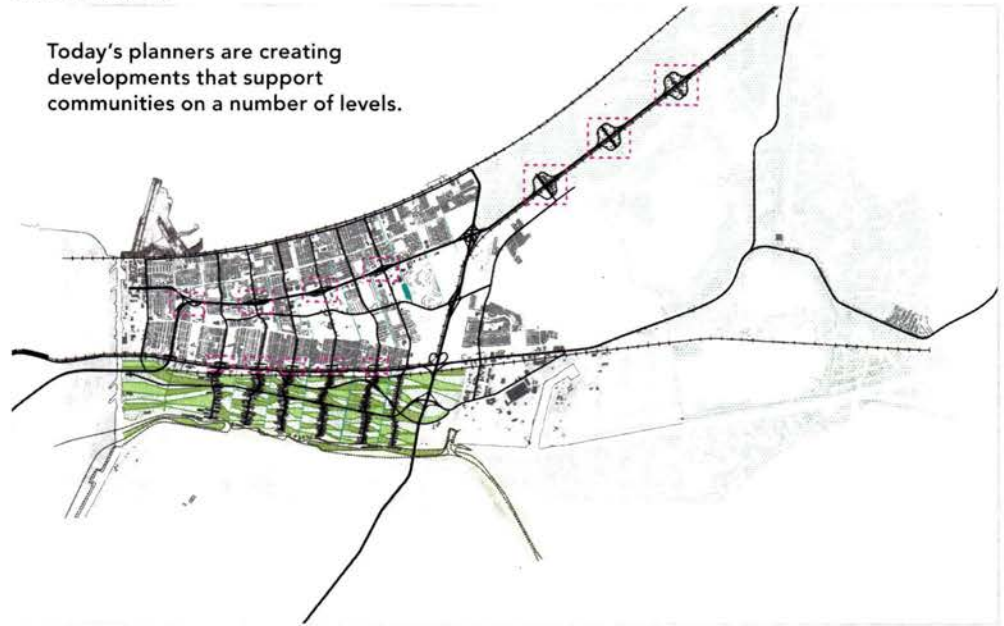 Today's planners are creating
developments that support
communities on a number of levels.